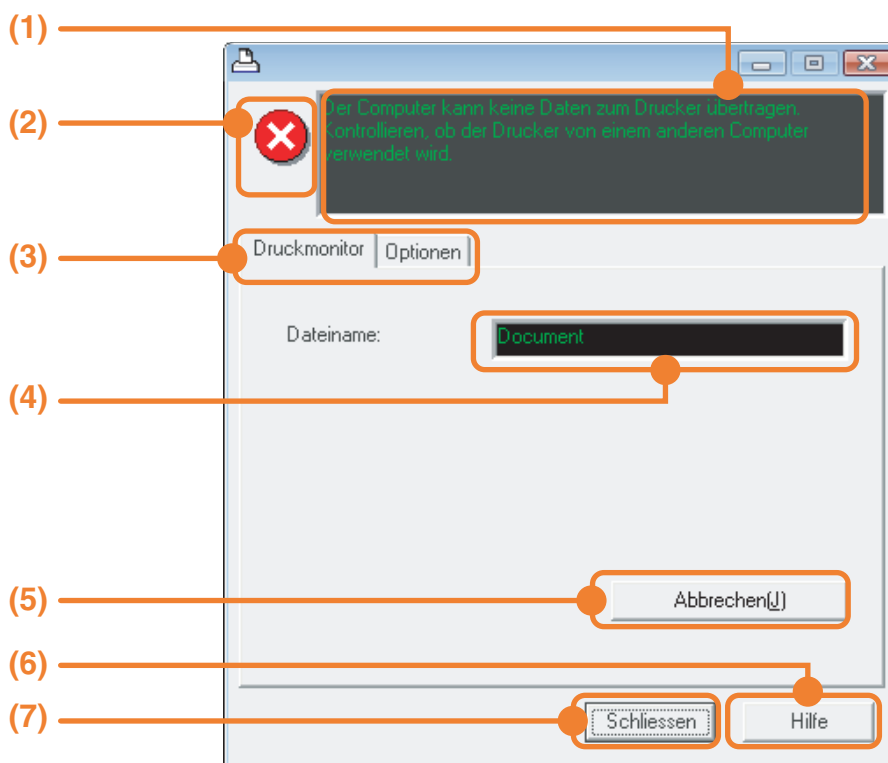 (1)
(2)
Der Computer kann keine Daten zum Drucker übertragen.
Kontrollieren, ob der Drucker von einem anderen Computer
verwendet wird.
(3)
Druckmonitor
Optionen
Dateiname:
Document
(4)
(5)
Abbrechen(J)
(6)
(7)
Schliessen
Hilfe